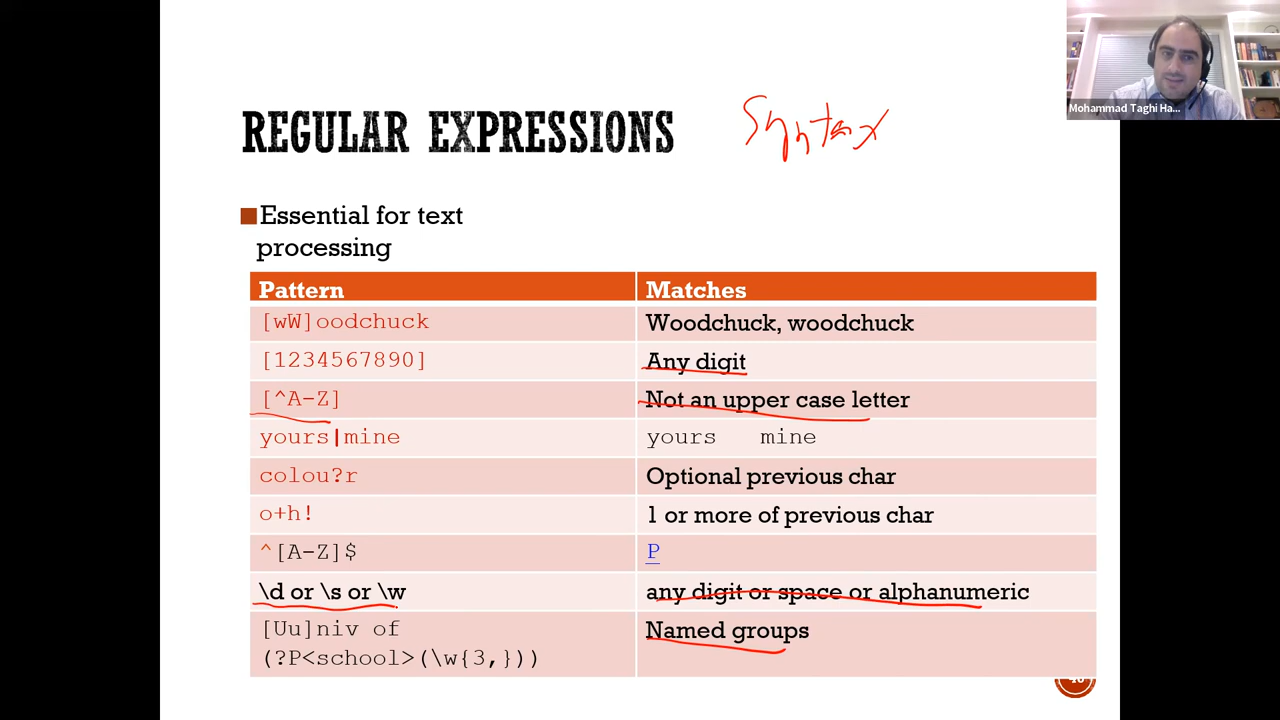 Mohammad Taghi Ha...
REGULAR EXPRESSIONS
Syntax
Essential for text
processing
Pattern Matches
[wW]oodchuck Woodchuck, woodchuck
[1234567890] Any digit
[^A-Z] Not an upper case letter
yours|mine yours mine
colou?r Optional previous char
o+h! 1 or more of previous char
^[A-Z]$ P
\d or \s or \w any digit or space or alphanumeric
[Uu]niv of Named groups
(?P<school>(\w{3,}))